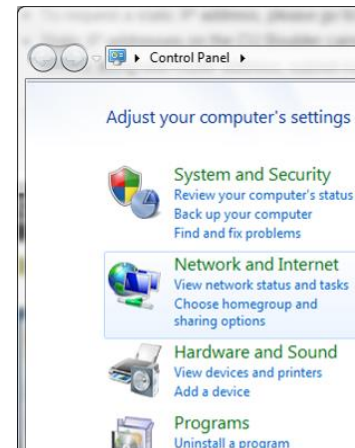 Control Panel
Adjust your computer's settings
System and Security
Review your computer's status
Back up your computer
Find and fix problems
Network and Internet
View network status and tasks
Choose homegroup and
sharing options
Hardware and Sound
View devices and printers
Add a device
Programs
Uninstall a program